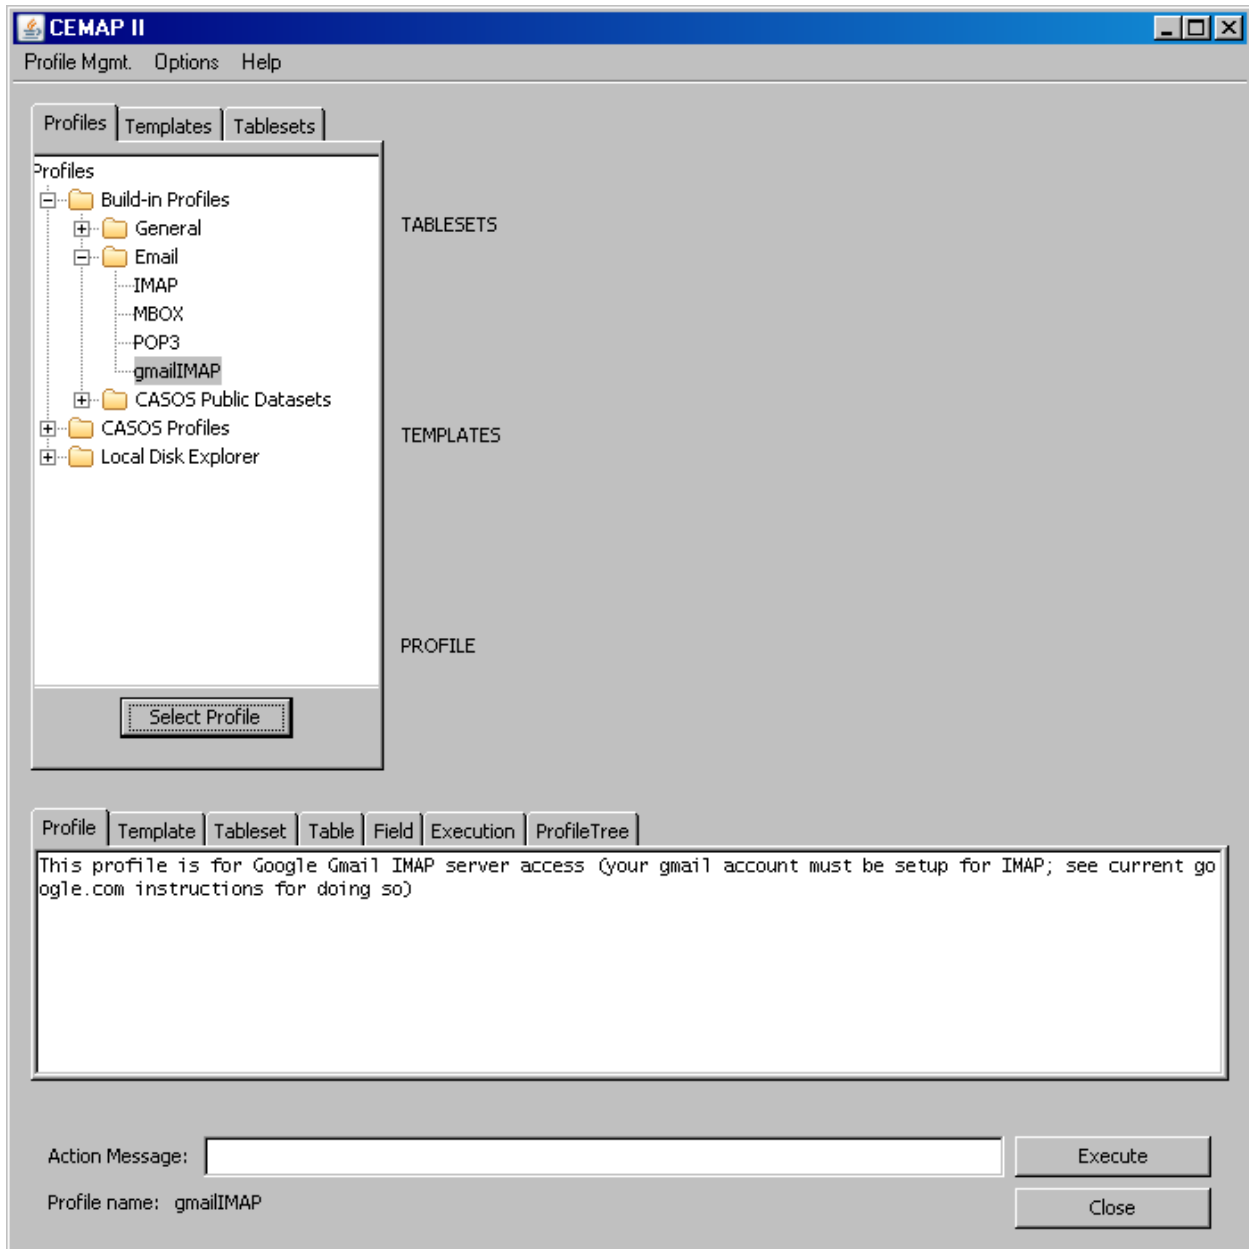 CEMAP II
Profile Mgmt. Options Help
Profiles Templates Tablesets
Profiles
Build-in Profiles
General
TABLESETS
Email
IMAP
MBOX
POP3
gmailIMAP
CASOS Public Datasets
CASOS Profiles
TEMPLATES
Local Disk Explorer
PROFILE
Select Profile
Profile Template Tableset Table Field Execution ProfileTree
This profile is for Google Gmail IMAP server access (your gmail account must be setup for IMAP; see current go
ogle.com instructions for doing so)
Action Message:
Execute
Profile name: gmailIMAP
Close